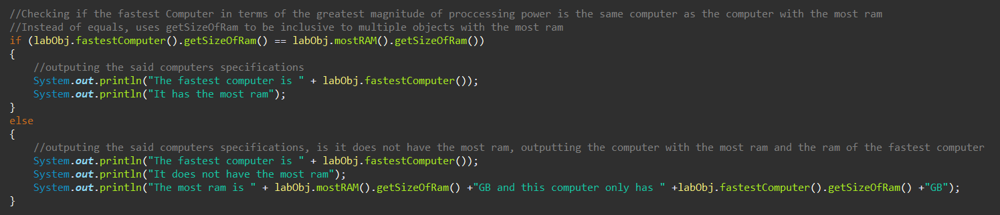 //Checking if the fastest Computer in terms of the greatest magnitude of proccessing power is the same computer as the computer with the most ram
//Instead of equals, uses getSizeOfRam to be inclusive to multiple objects with the most ram
if (labObj.fastestComputer().getSizeOfRam() == labObj.mostRAM().getSizeOfRam())
{
    //outputing the said computers specifications
    System.out.println("The fastest computer is " + labObj.fastestComputer());
    System.out.println("It has the most ram");
}
else
{
    //outputing the said computers specifications, is it does not have the most ram, outputting the computer with the most ram and the ram of the fastest computer
    System.out.println("The fastest computer is " + labObj.fastestComputer());
    System.out.println("It does not have the most ram");
    System.out.println("The most ram is " + labObj.mostRAM().getSizeOfRam() +"GB and this computer only has " +labObj.fastestComputer().getSizeOfRam() +"GB");
}